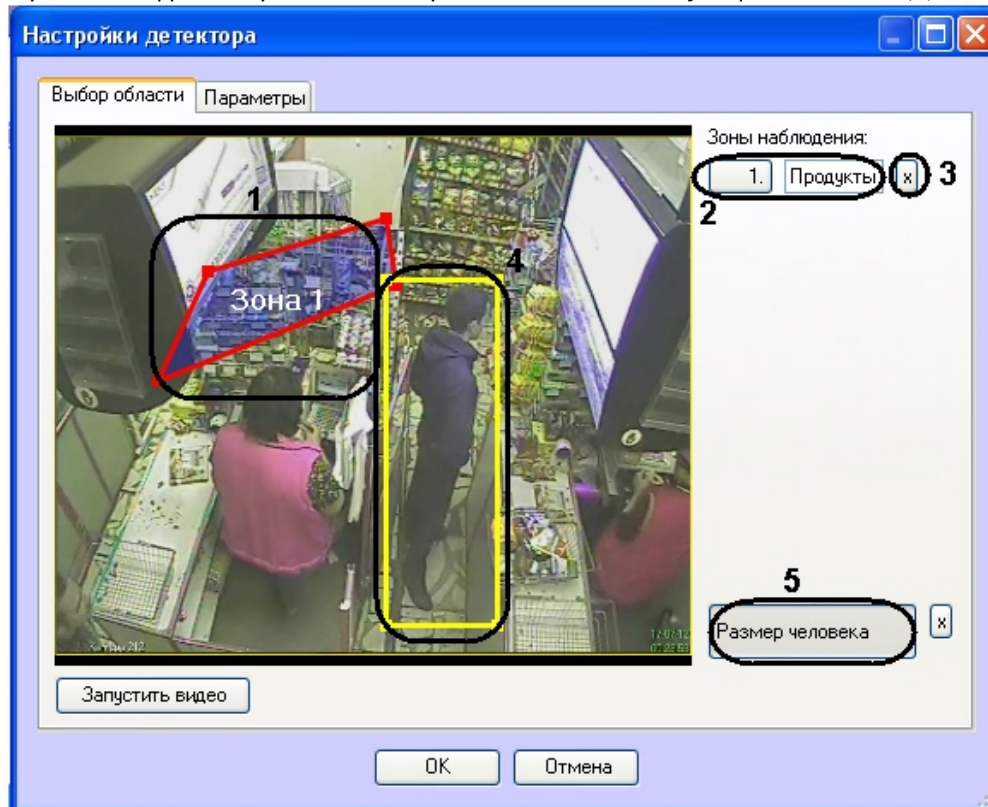 Настройки детектора
Выбор области
Параметры
Зоны наблюдения:
1
1.
Продукты
x
3
2
4
Зона 1
5
Размер человека
x
Запустить видео
OK
Отмена